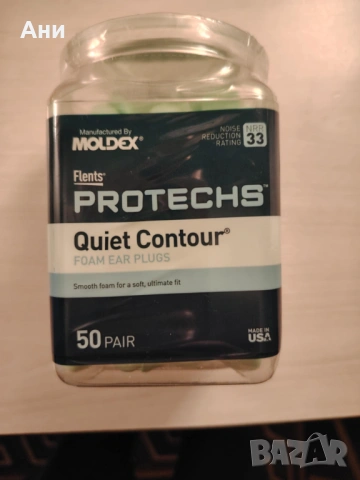 Ани
Manufactured By
MOLDEX®
NOISE
REDUCTION
RATING
NRR
33
Flents®
PROTECHS™
Quiet Contour®
FOAM EAR PLUGS
Smooth foam for a soft, ultimate fit
50 PAIR
MADE IN
USA
BAZAR